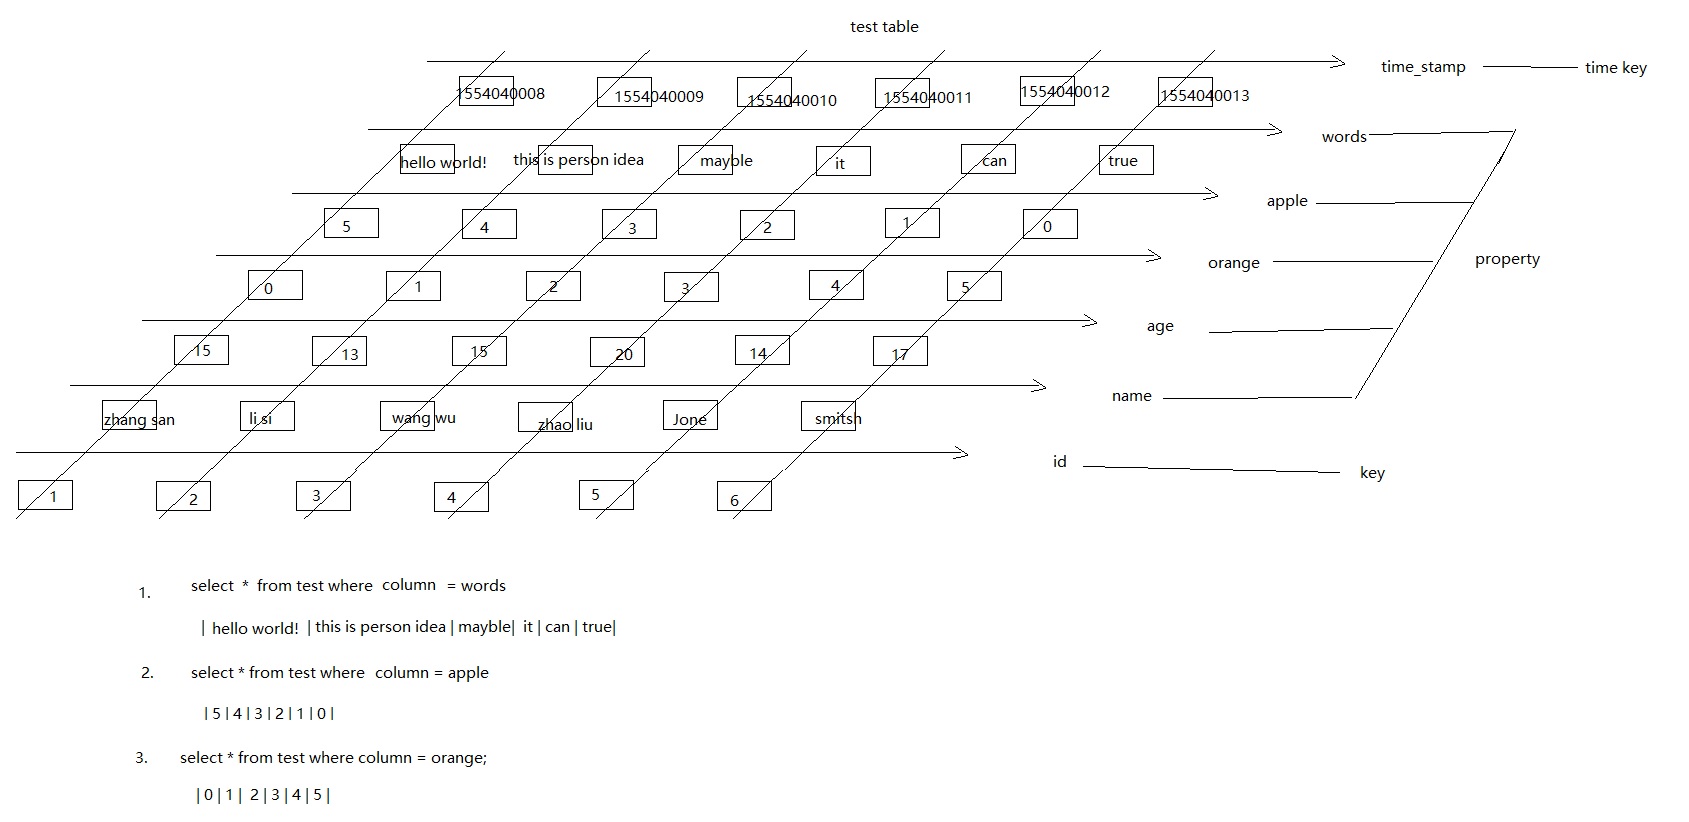 test table
time_stamp time key
1554040008 1554040009 1554040010 1554040011 1554040012 1554040013
words
hello world! this is person idea mayble it can true
apple
5 4 3 2 1 0
orange property
0 1 2 3 4 5
age
15 13 15 20 14 17
name
zhang san li si wang wu zhao liu Jone smitsh
id key
1 2 3 4 5 6
1. select * from test where column = words
| hello world! | this is person idea | mayble| it | can | true|
2. select * from test where column = apple
| 5 | 4 | 3 | 2 | 1 | 0 |
3. select * from test where column = orange;
| 0 | 1 | 2 | 3 | 4 | 5 |